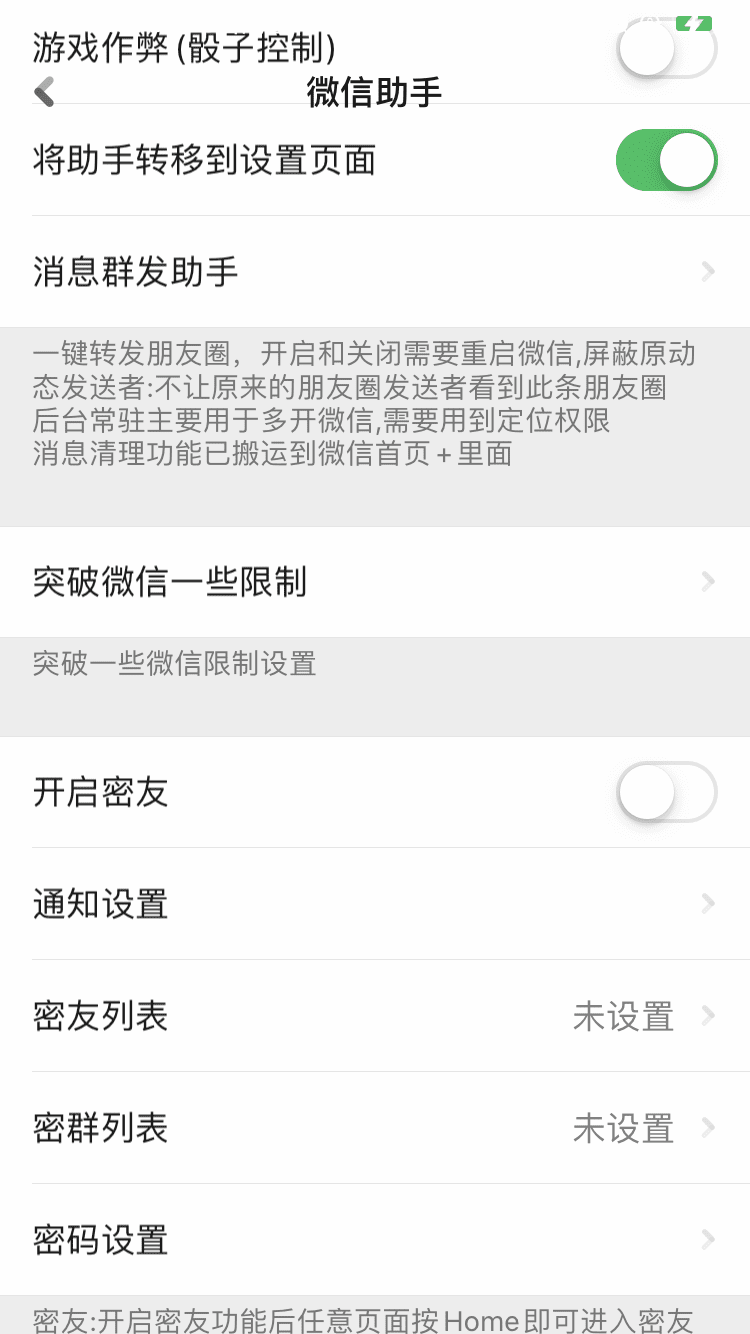 游戏作弊(骰子控制)
微信助手
将助手转移到设置页面
消息群发助手
一键转发朋友圈，开启和关闭需要重启微信,屏蔽原动
态发送者:不让原来的朋友圈发送者看到此条朋友圈
后台常驻主要用于多开微信,需要用到定位权限
消息清理功能已搬运到微信首页+里面
突破微信一些限制
突破一些微信限制设置
开启密友
通知设置
密友列表 未设置
密群列表 未设置
密码设置
密友:开启密友功能后任意页面按Home即可进入密友